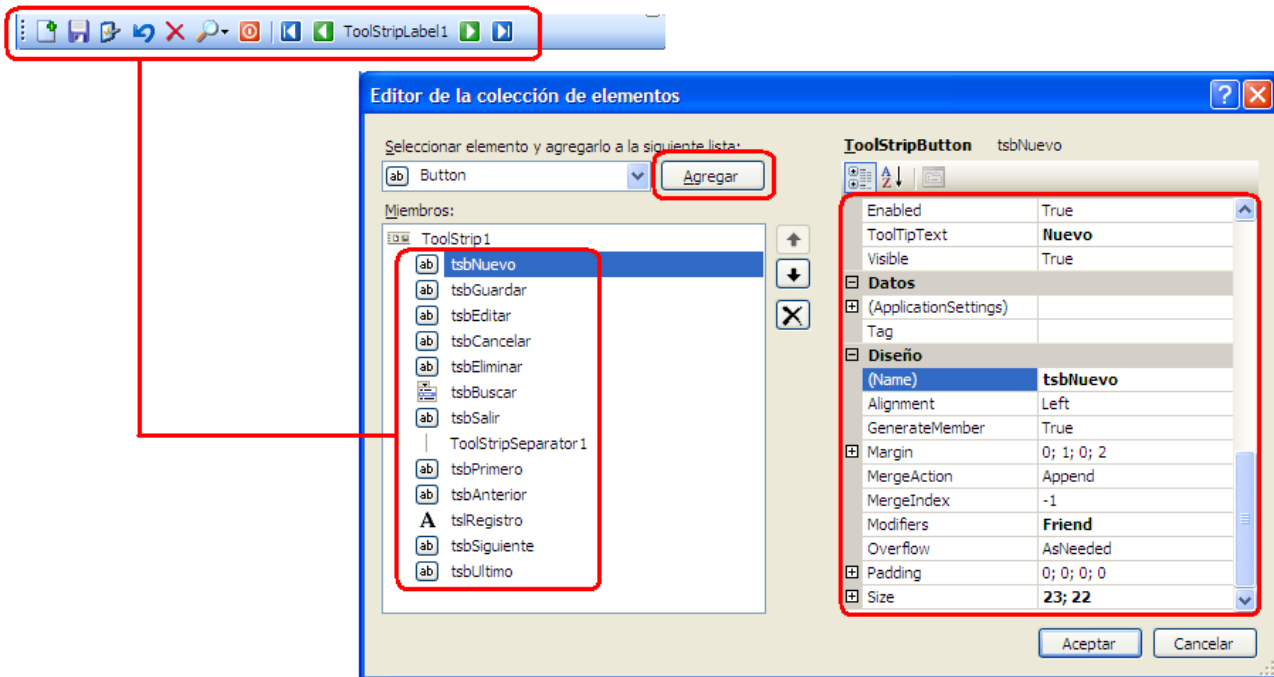 ToolStripLabel1
Editor de la colección de elementos
Seleccionar elemento y agregarlo a la siguiente lista:
Button
Agregar
Miembros:
ToolStrip1
tsbNuevo
tsbGuardar
tsbEditar
tsbCancelar
tsbEliminar
tsbBuscar
tsbSalir
ToolStripSeparator1
tsbPrimero
tsbAnterior
tslRegistro
tsbSiguiente
tsbUltimo
ToolStripButton tsbNuevo
Enabled True
ToolTipText Nuevo
Visible True
Datos
(ApplicationSettings)
Tag
Diseño
(Name) tsbNuevo
Alignment Left
GenerateMember True
Margin 0; 1; 0; 2
MergeAction Append
MergeIndex -1
Modifiers Friend
Overflow AsNeeded
Padding 0; 0; 0; 0
Size 23; 22
Aceptar Cancelar